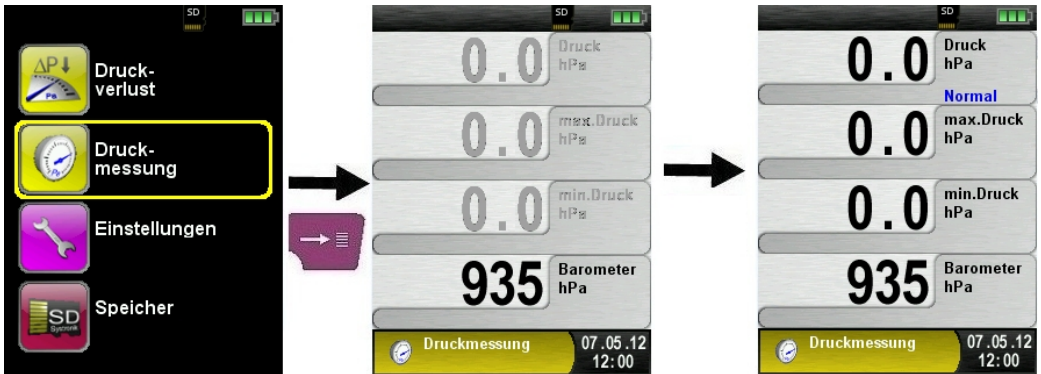 SD
ΔP↓
Pa
Druck-
verlust
Druck-
messung
Einstellungen
SD
Speicher
SD
0.0 Druck
hPa
0.0 max.Druck
hPa
0.0 min.Druck
hPa
935 Barometer
hPa
Druckmessung 07.05.12
12:00
SD
0.0 Druck
hPa
Normal
0.0 max.Druck
hPa
0.0 min.Druck
hPa
935 Barometer
hPa
Druckmessung 07.05.12
12:00